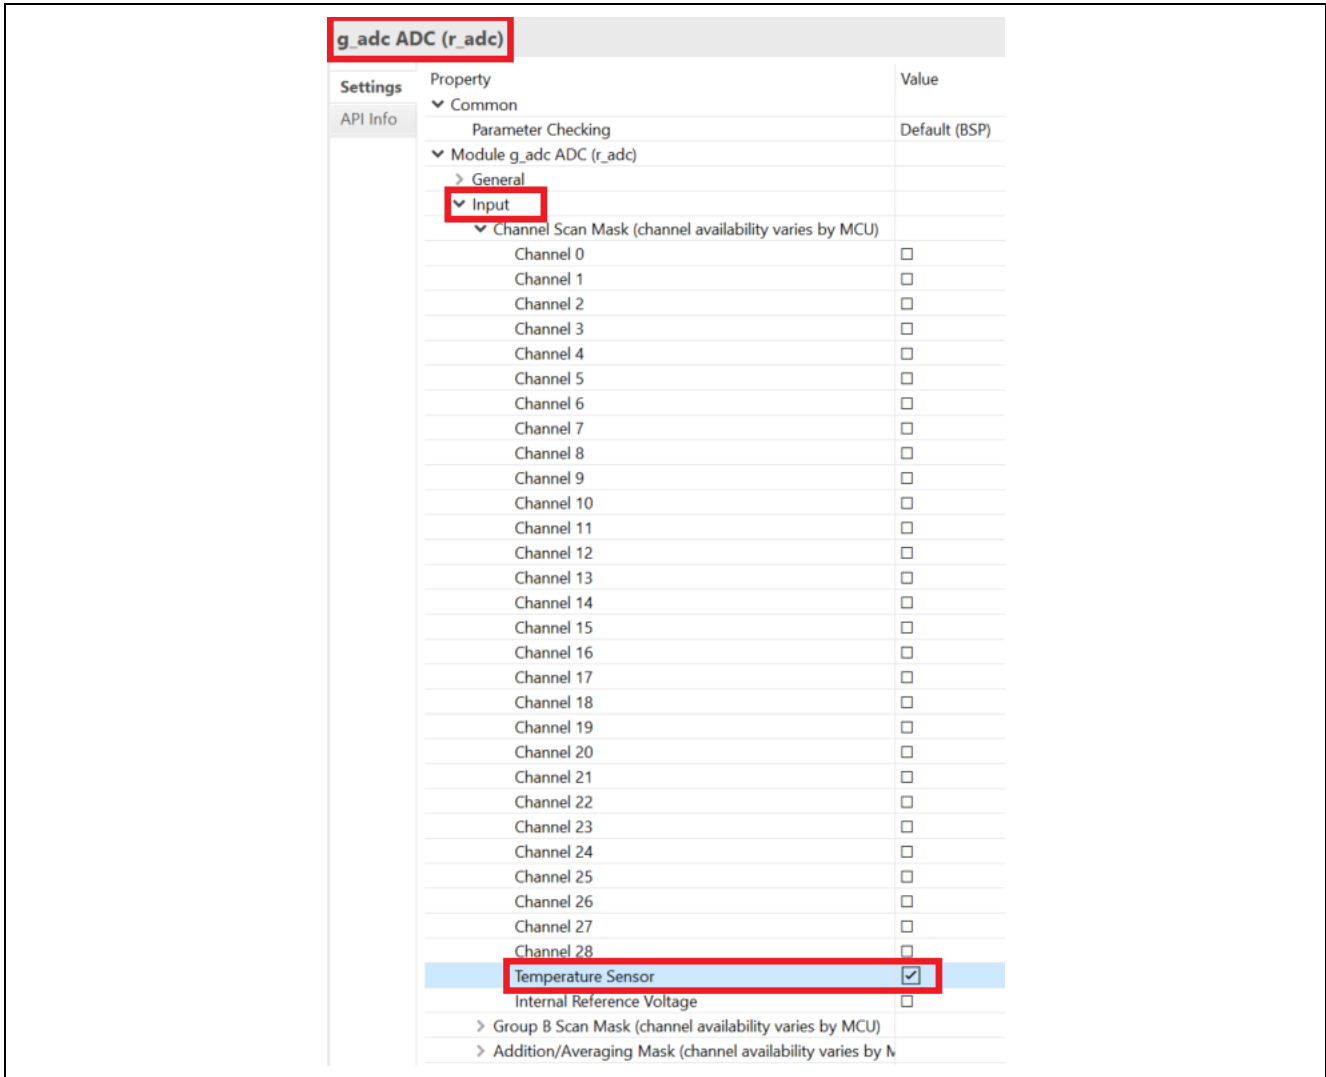 g_adc ADC (r_adc)
Settings
API Info
Property Value
Common
Parameter Checking Default (BSP)
Module g_adc ADC (r_adc)
General
Input
Channel Scan Mask (channel availability varies by MCU)
Channel 0
Channel 1
Channel 2
Channel 3
Channel 4
Channel 5
Channel 6
Channel 7
Channel 8
Channel 9
Channel 10
Channel 11
Channel 12
Channel 13
Channel 14
Channel 15
Channel 16
Channel 17
Channel 18
Channel 19
Channel 20
Channel 21
Channel 22
Channel 23
Channel 24
Channel 25
Channel 26
Channel 27
Channel 28
Temperature Sensor
Internal Reference Voltage
Group B Scan Mask (channel availability varies by MCU)
Addition/Averaging Mask (channel availability varies by